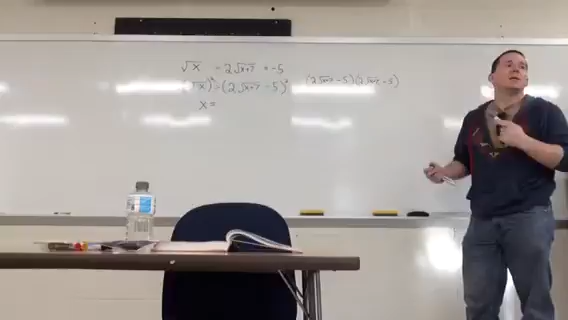 √x - 2√x+7 = -5
(√x)² = (2√x+7 - 5)² (2√x+7 - 5)(2√x+7 - 5)
x =